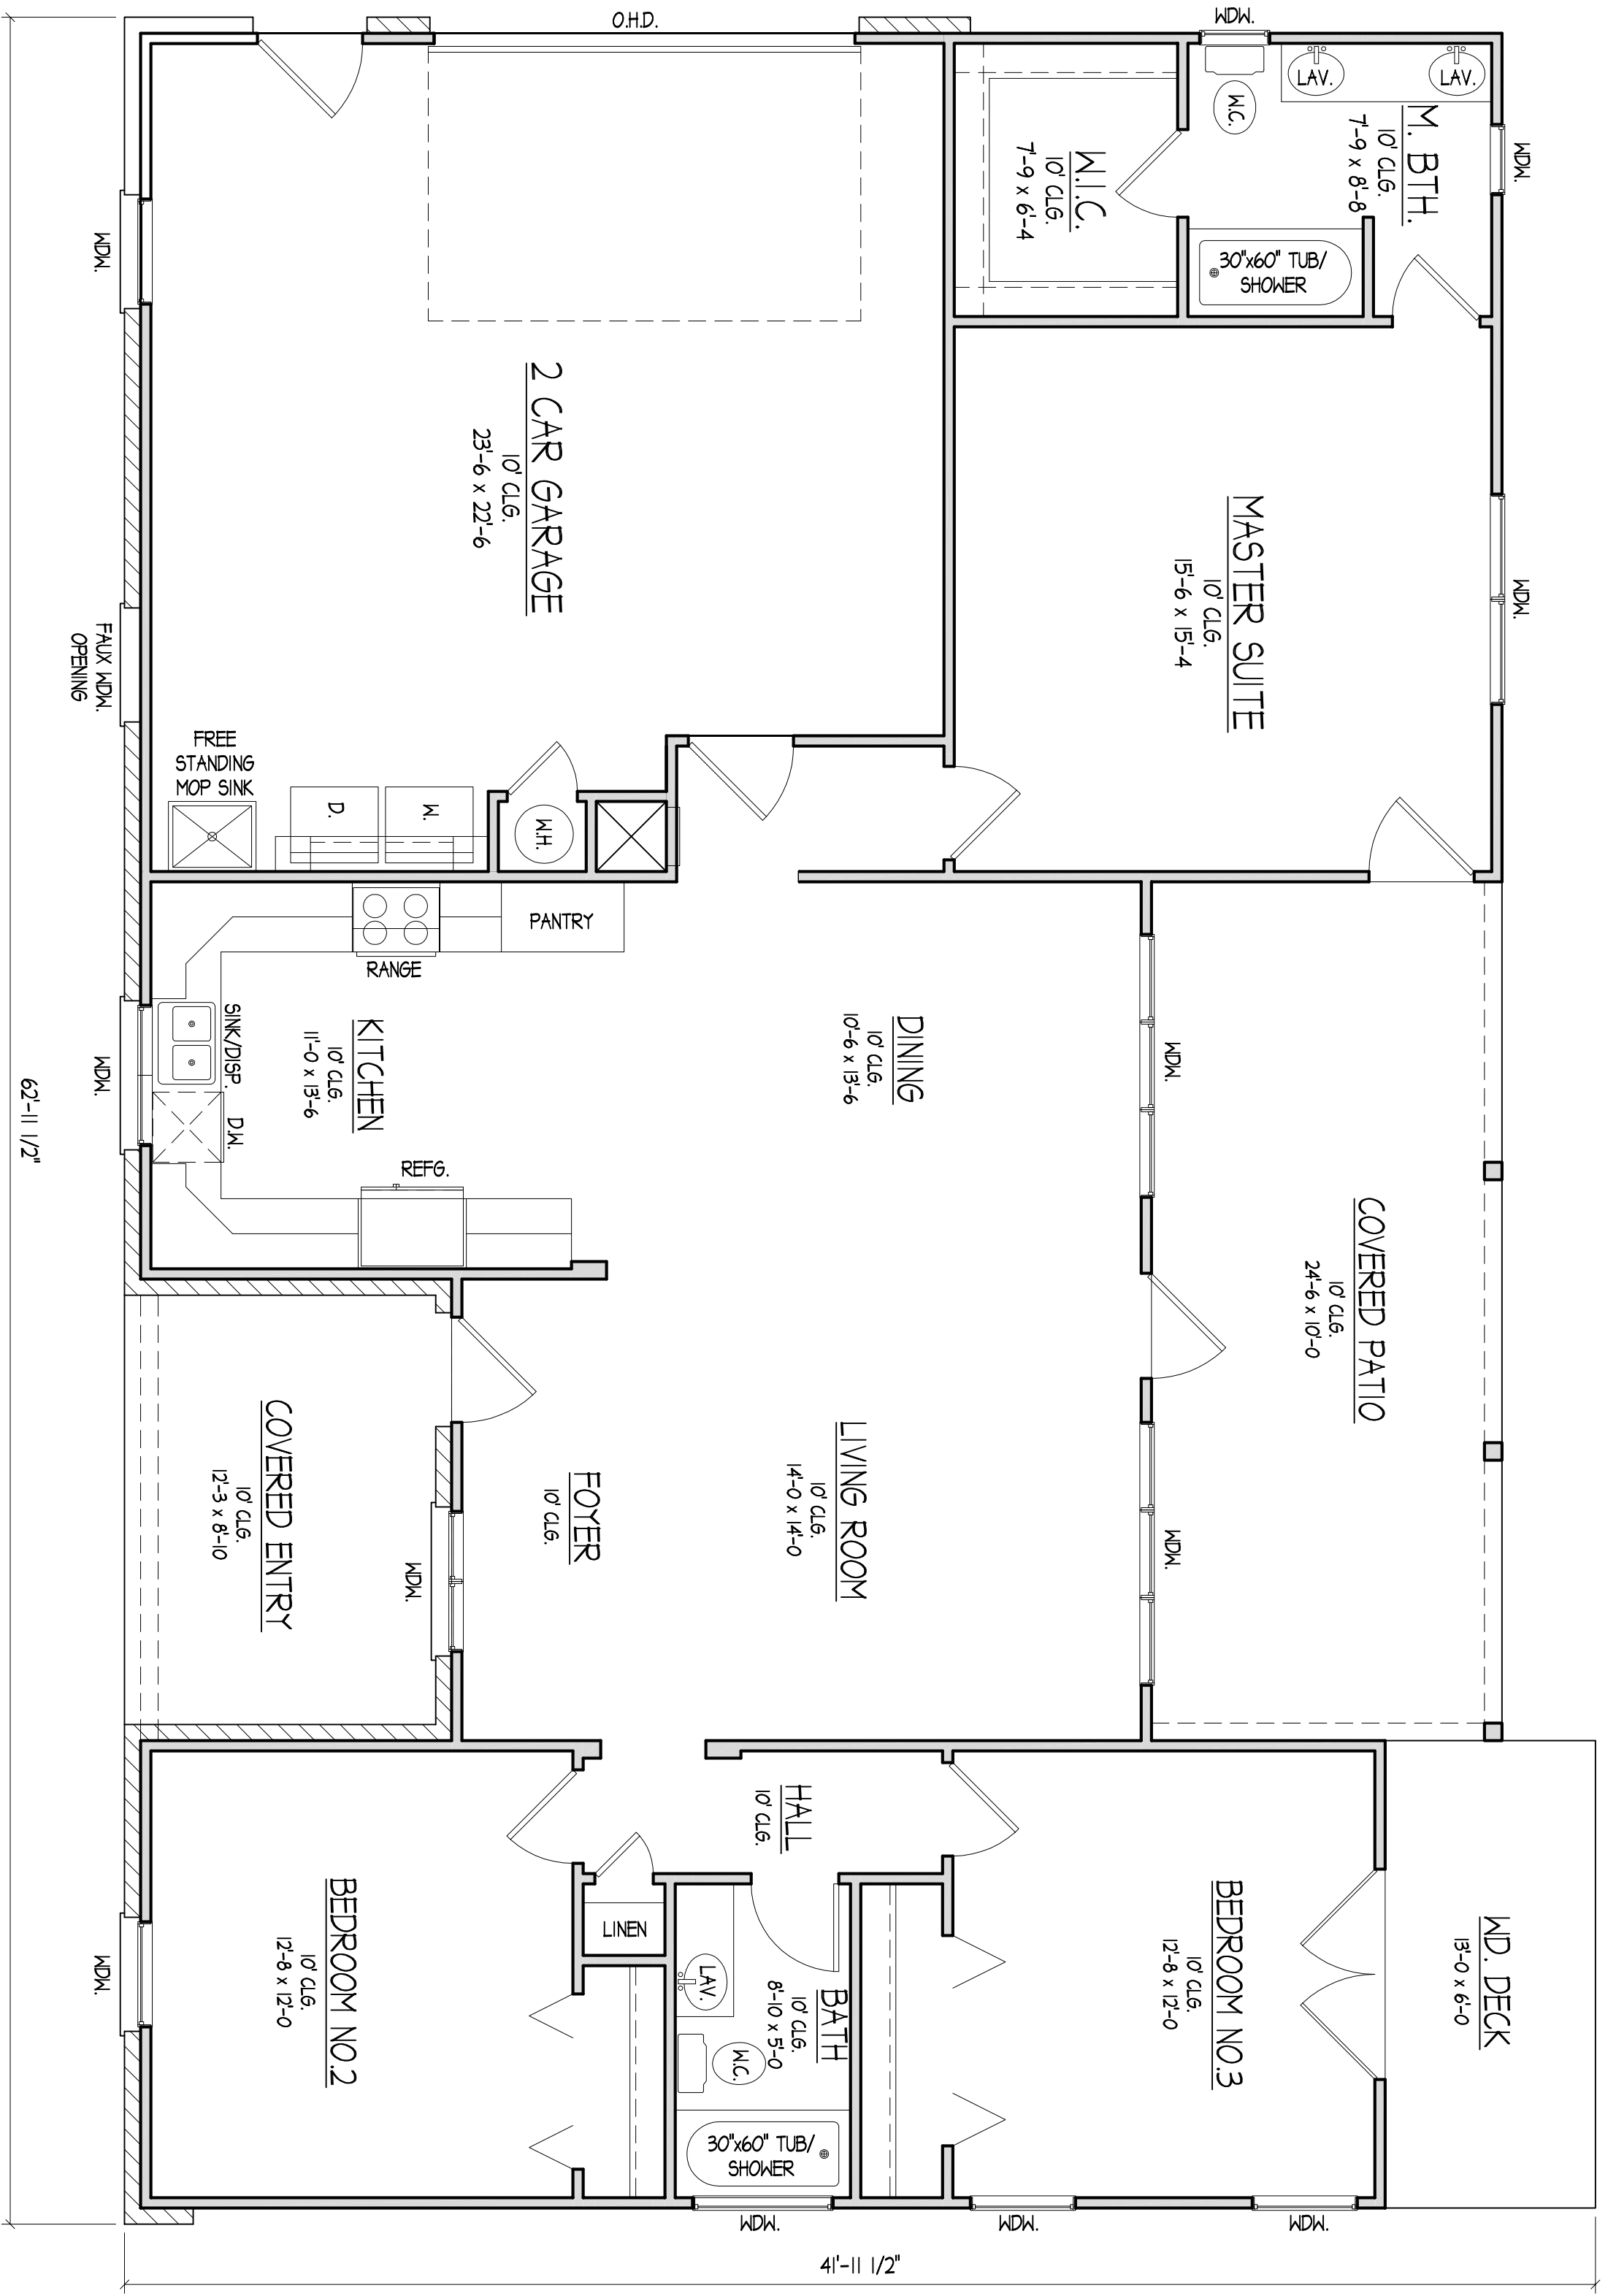 O.H.D.
WDW.
LAV.
LAV.
W.C.
M. BTH.
10' CLG.
7'-9 x 8'-8
WDW.
W.I.C.
10' CLG.
7'-9 x 6'-4
30"x60" TUB/
SHOWER
WDW.
2 CAR GARAGE
10' CLG.
23'-6 x 22'-6
MASTER SUITE
10' CLG.
15'-6 x 15'-4
WDW.
FAUX WDW.
OPENING
FREE
STANDING
MOP SINK
D.
W.
W.H.
PANTRY
RANGE
SINK/DISP.
D.W.
KITCHEN
10' CLG.
11'-0 x 13'-6
REFG.
WDW.
DINING
10' CLG.
10'-6 x 13'-6
WDW.
COVERED PATIO
10' CLG.
24'-6 x 10'-0
62'-11 1/2"
COVERED ENTRY
10' CLG.
12'-3 x 8'-10
WDW.
FOYER
10' CLG.
LIVING ROOM
10' CLG.
14'-0 x 14'-0
WDW.
HALL
10' CLG.
BEDROOM NO.2
10' CLG.
12'-8 x 12'-0
WDW.
LINEN
LAV.
BATH
10' CLG.
8'-10 x 5'-0
W.C.
30"x60" TUB/
SHOWER
BEDROOM NO.3
10' CLG.
12'-8 x 12'-0
WD. DECK
13'-0 x 6'-0
WDW.
WDW.
WDW.
41'-11 1/2"